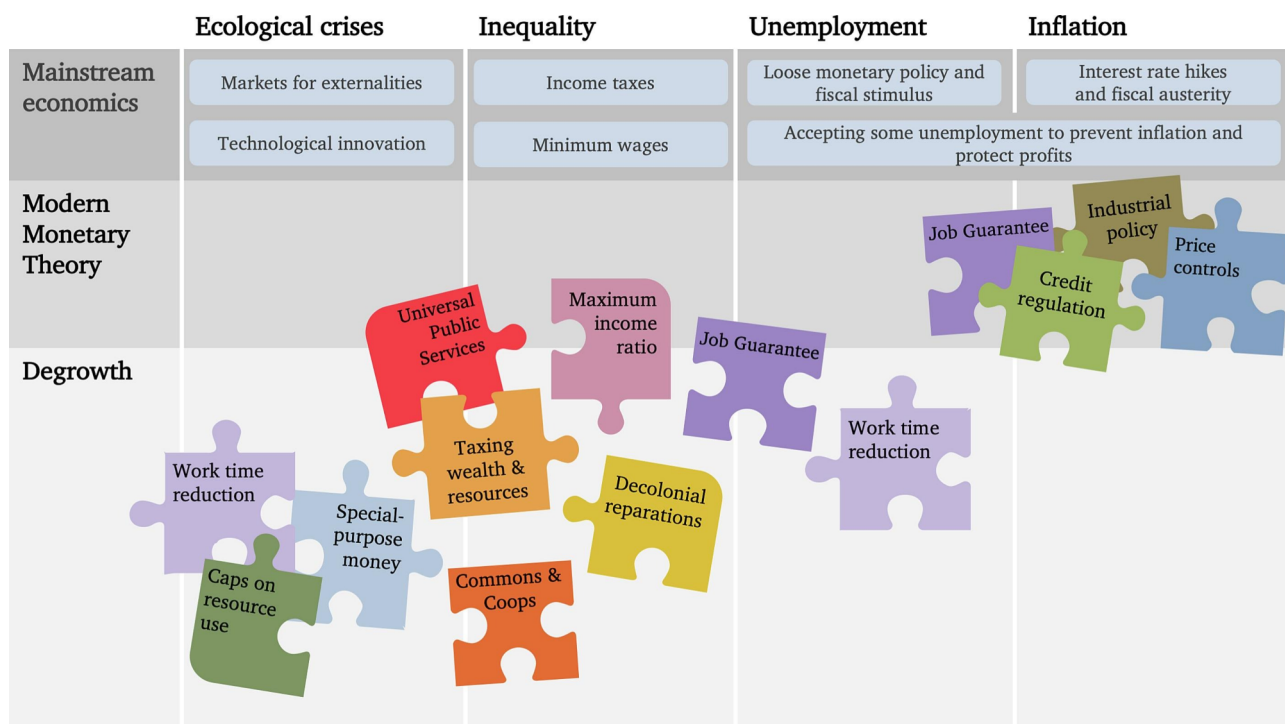 Ecological crises
Inequality
Unemployment
Inflation
Mainstream
economics
Markets for externalities
Income taxes
Loose monetary policy and
fiscal stimulus
Interest rate hikes
and fiscal austerity
Technological innovation
Minimum wages
Accepting some unemployment to prevent inflation and
protect profits
Modern
Monetary
Theory
Job Guarantee
Industrial
policy
Price
controls
Credit
regulation
Universal
Public
Services
Maximum
income
ratio
Job Guarantee
Degrowth
Taxing
wealth &
resources
Work time
reduction
Work time
reduction
Special-
purpose
money
Decolonial
reparations
Caps on
resource
use
Commons &
Coops